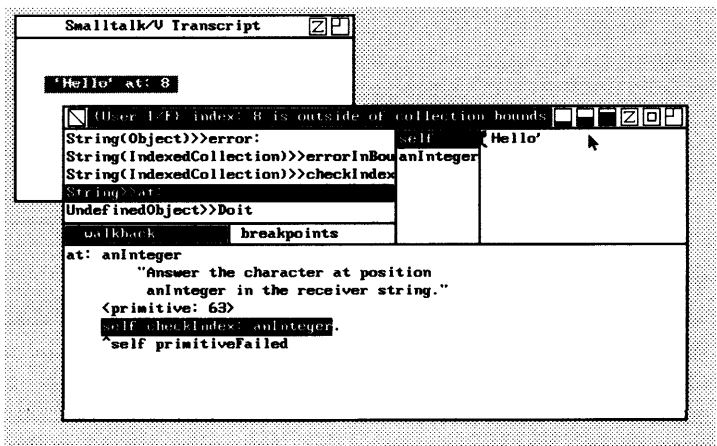 Smalltalk/V Transcript
'Hello' at: 8
(User I/F) index: 8 is outside of collection bounds
String(Object)>>error:
String(IndexedCollection)>>errorInBou
String(IndexedCollection)>>checkIndex
String>>at:
UndefinedObject>>Doit
self
anInteger
'Hello'
walkback
breakpoints
at: anInteger
"Answer the character at position
anInteger in the receiver string."
<primitive: 63>
self checkIndex: anInteger.
^self primitiveFailed